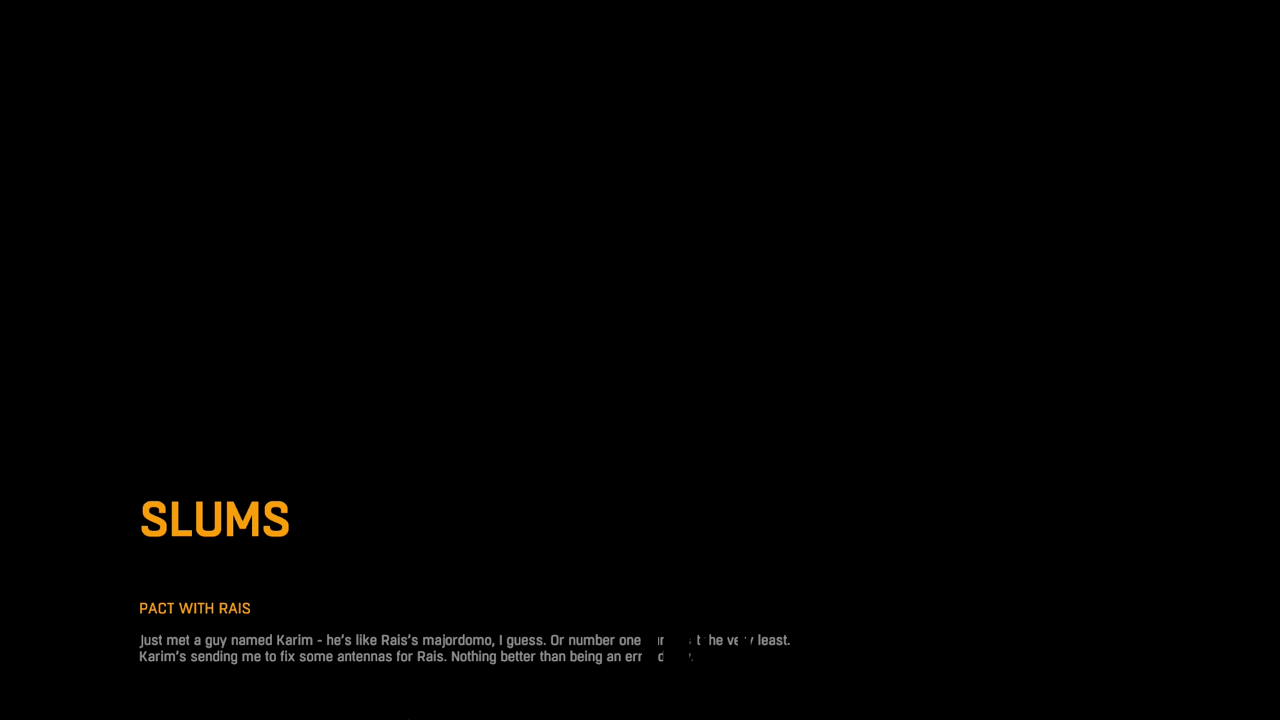 SLUMS
PACT WITH RAIS
Just met a guy named Karim - he's like Rais's majordomo, I guess. Or number one least.
Karim's sending me to fix some antennas for Rais. Nothing better than being an